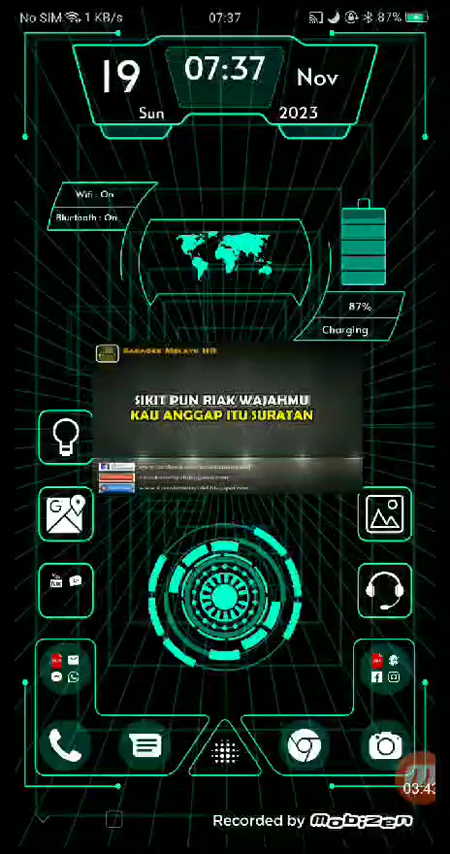 No SIM 1 KB/s 07:37 87%
19 07:37 Nov
Sun 2023
Wifi : On
Bluetooth : On
87%
Charging
KARAOKE MELAYU HD
SIKIT PUN RIAK WAJAHMU
KAU ANGGAP ITU SURATAN
G
03:43
Recorded by Mobizen